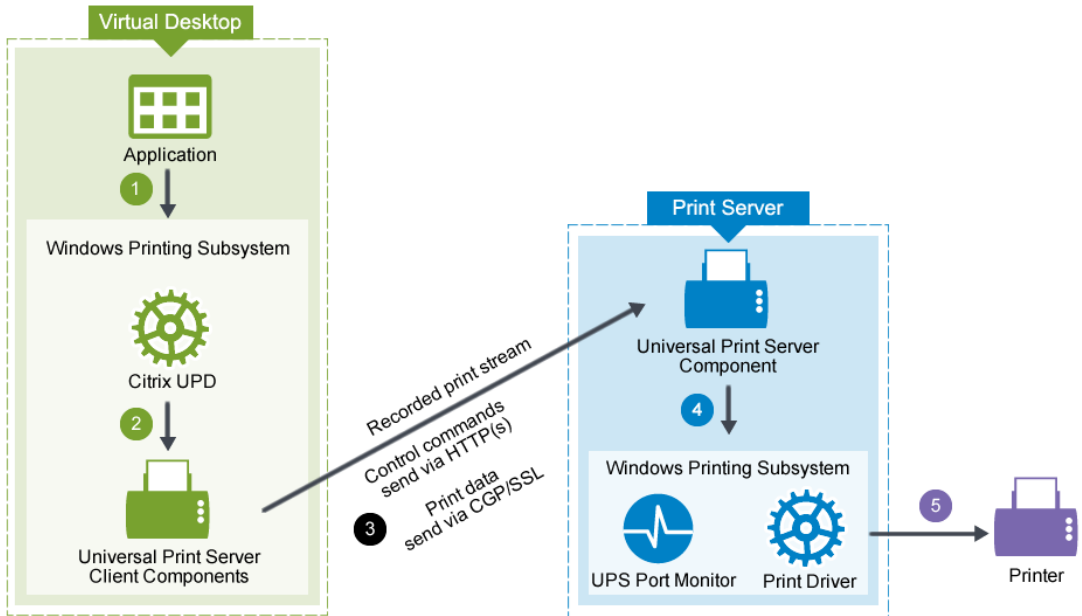 Virtual Desktop
Application
1
Windows Printing Subsystem
Citrix UPD
2
Universal Print Server
Client Components
Recorded print stream
Control commands
send via HTTP(s)
Print data
send via CGP/SSL
3
Print Server
Universal Print Server
Component
4
Windows Printing Subsystem
UPS Port Monitor
Print Driver
5
Printer